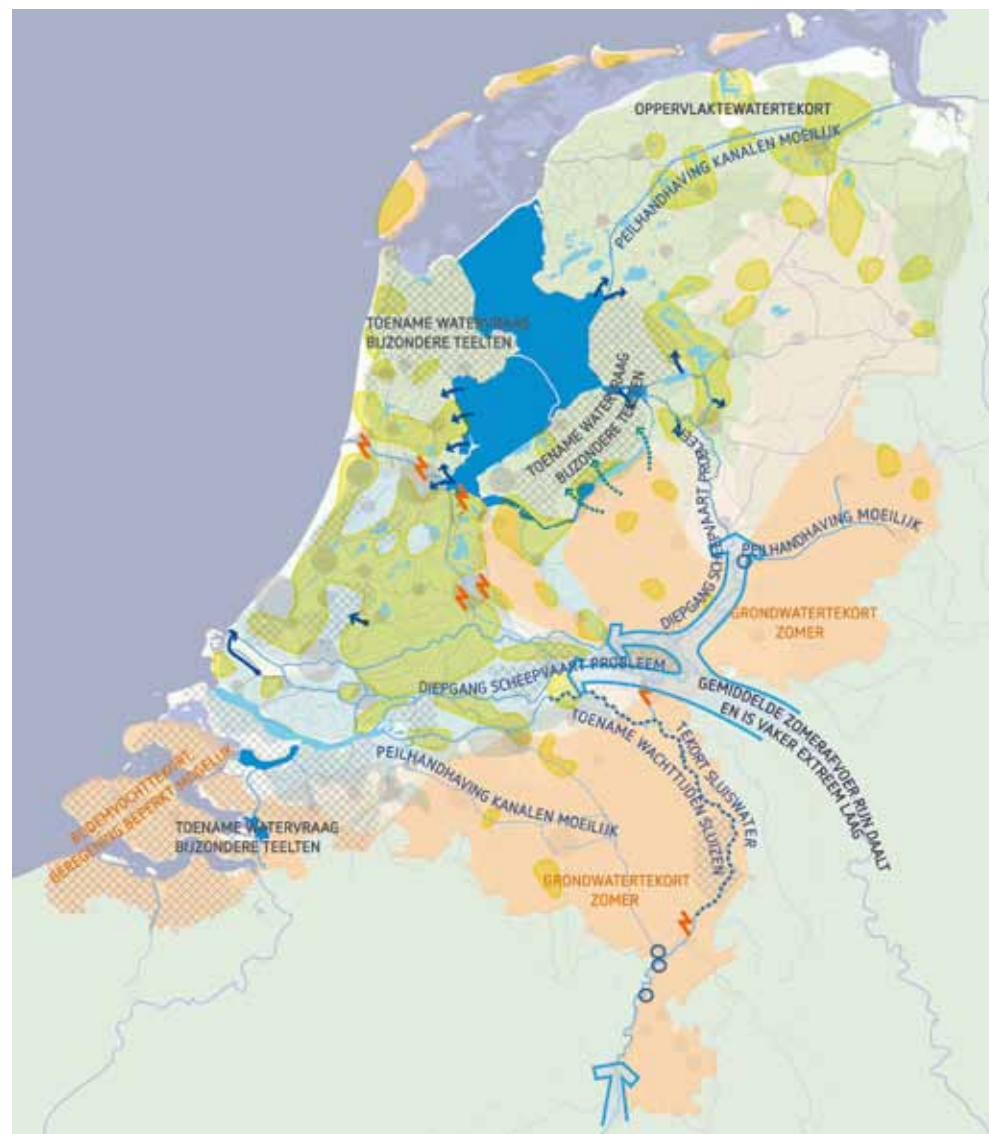 OPPERVLAKTEWATERTEKORT
PEILHANDHAVING KANALEN MOEILIJK
TOENAME WATERVRAAG
BIJZONDERE TEELTEN
TOENAME WATERVRAAG
BIJZONDERE TEELTEN
DIEPGANG SCHEEPVAART PROBLEEM
PEILHANDHAVING MOEILIJK
GRONDWATERTEKORT
ZOMER
DIEPGANG SCHEEPVAART PROBLEEM
GEMIDDELDE ZOMERAFVOER RIJN DAALT
EN IS VAKER EXTREEM LAAG
TOENAME WACHTTIJDEN SLUIZEN
TEKORT SLUISWATER
PEILHANDHAVING KANALEN MOEILIJK
BODEMVOCHTTEKORT,
BEREGENING BEPERKT MOGELIJK
TOENAME WATERVRAAG
BIJZONDERE TEELTEN
GRONDWATERTEKORT
ZOMER